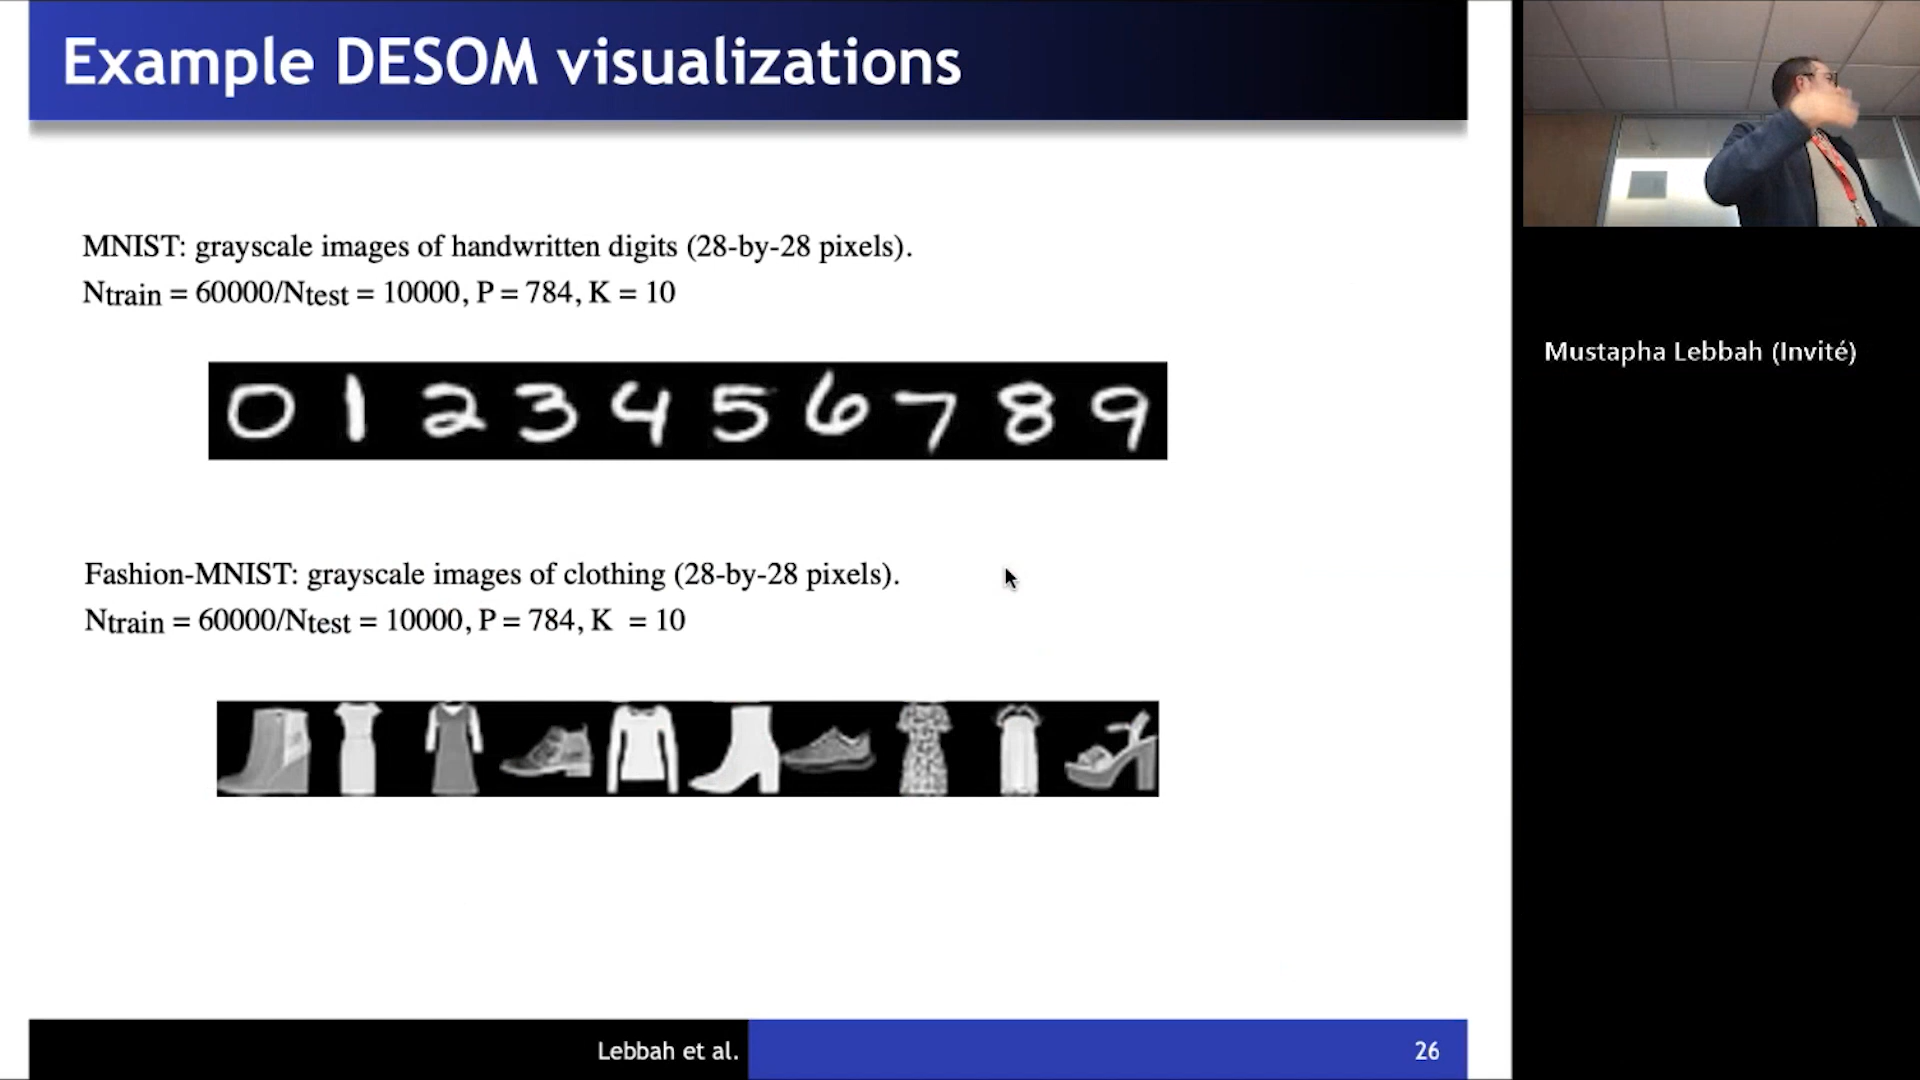 Example DESOM visualizations
MNIST: grayscale images of handwritten digits (28-by-28 pixels).
Ntrain = 60000/Ntest = 10000, P = 784, K = 10
0 1 2 3 4 5 6 7 8 9
Fashion-MNIST: grayscale images of clothing (28-by-28 pixels).
Ntrain = 60000/Ntest = 10000, P = 784, K = 10
Lebbah et al.
26
Mustapha Lebbah (Invité)